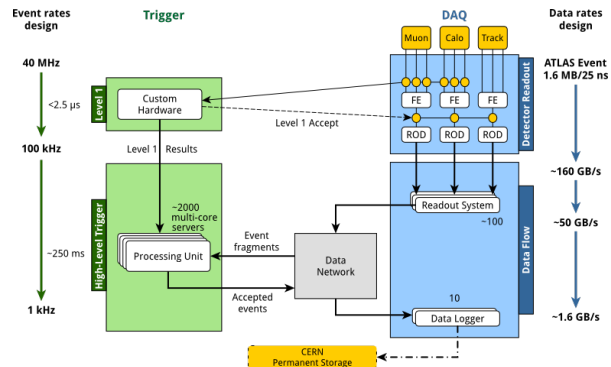 Event rates
design
Trigger
DAQ
Data rates
design
Muon
Calo
Track
40 MHz
ATLAS Event
1.6 MB/25 ns
<2.5 μs
Level 1
Custom
Hardware
FE
FE
FE
Level 1 Accept
ROD
ROD
ROD
Detector Readout
100 kHz
Level 1 Results
~160 GB/s
~2000
multi-core
servers
Readout System
~100
~50 GB/s
High-Level Trigger
~250 ms
Processing Unit
Event
fragments
Data
Network
Data Flow
Accepted
events
10
1 kHz
Data Logger
~1.6 GB/s
CERN
Permanent Storage